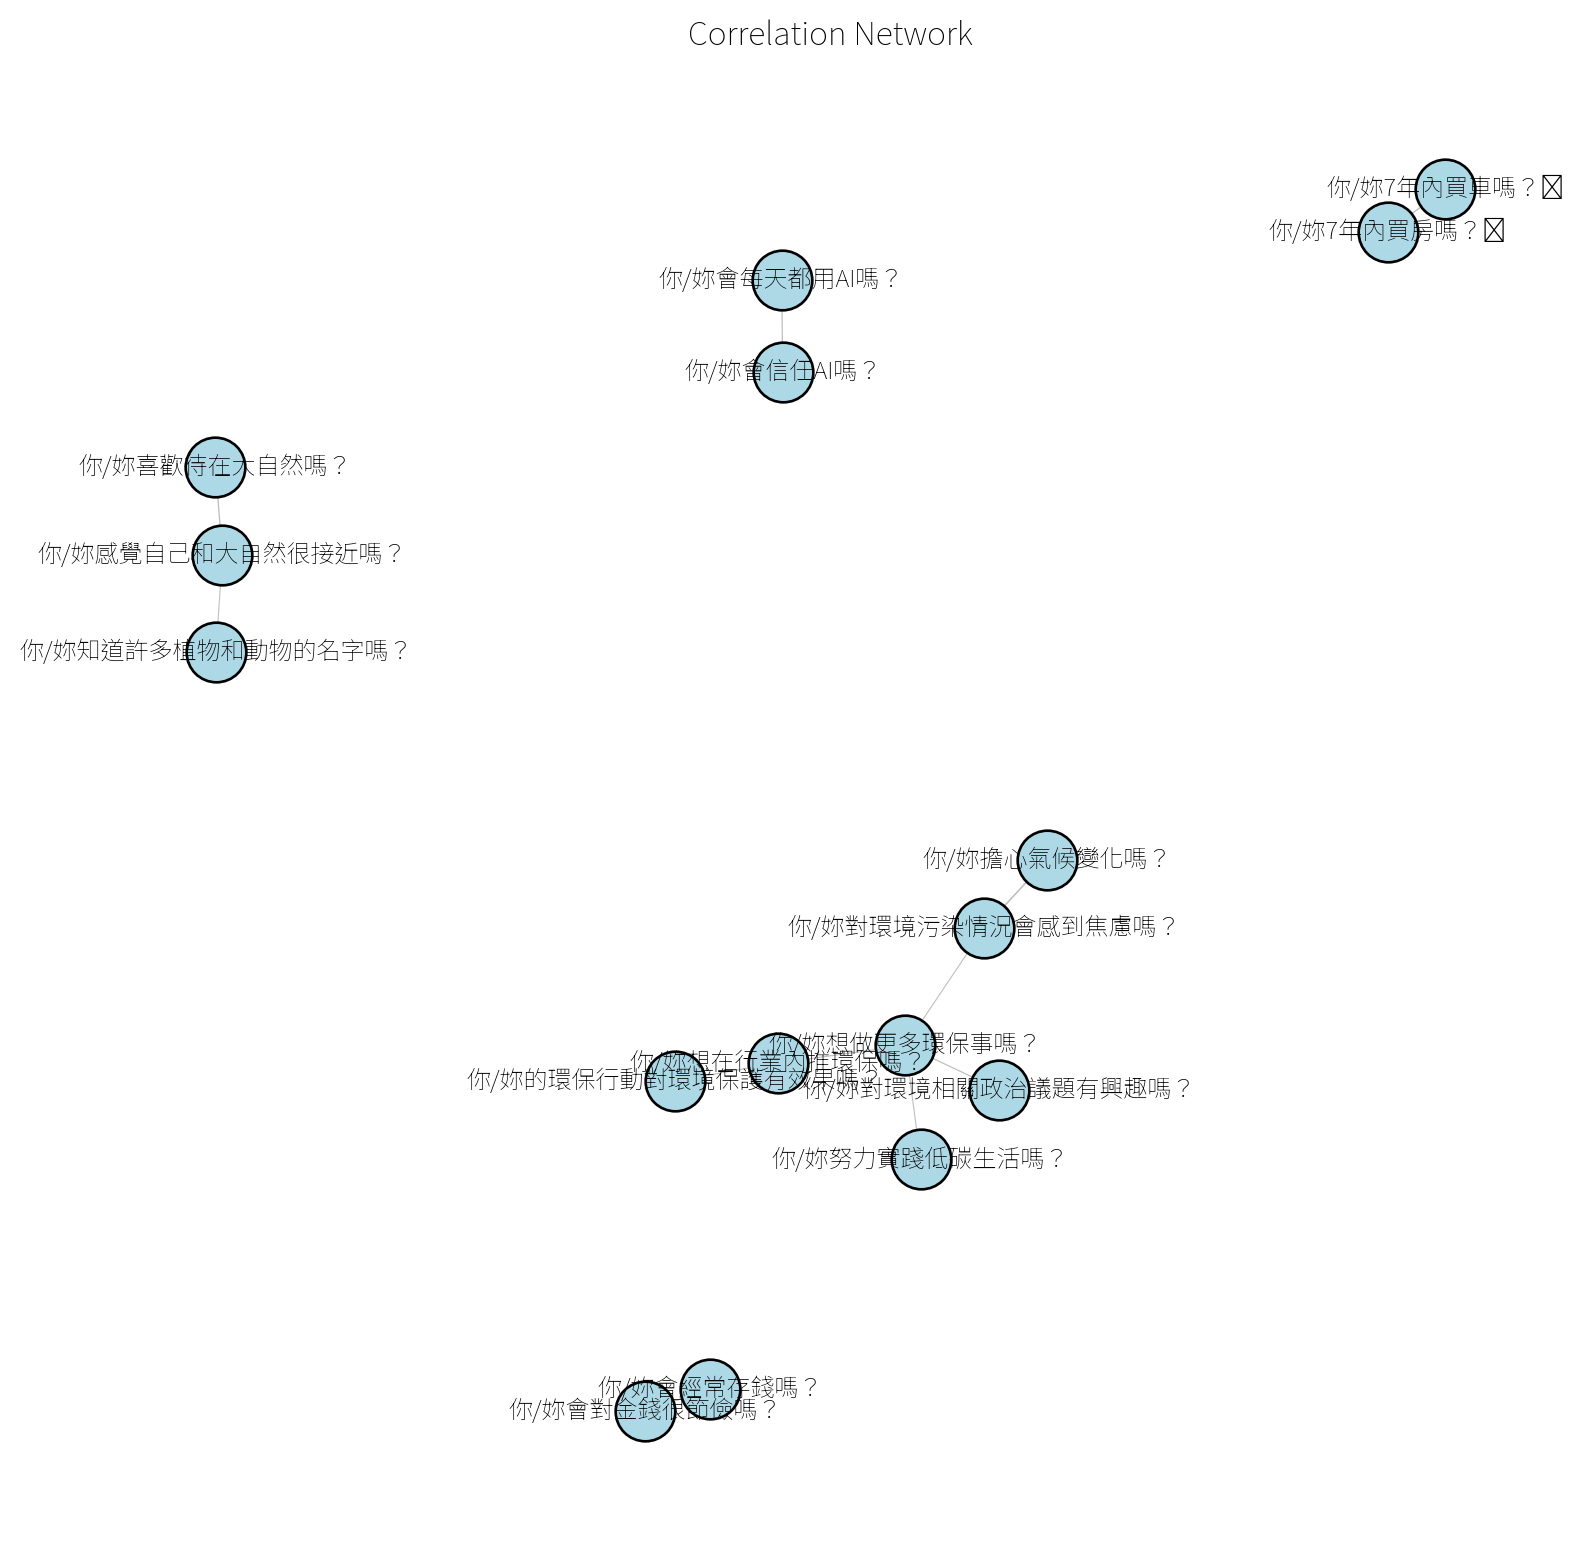 Correlation Network
你/妳7年內買車嗎？
你/妳7年內買房嗎？
你/妳會每天都用AI嗎？
你/妳會信任AI嗎？
你/妳喜歡待在大自然嗎？
你/妳感覺自己和大自然很接近嗎？
你/妳知道許多植物和動物的名字嗎？
你/妳擔心氣候變化嗎？
你/妳對環境污染情況會感到焦慮嗎？
你/妳想做更多環保事嗎？
你/妳想在行業內推環保嗎？
你/妳的環保行動對環境保護有效果嗎？
你/妳對環境相關政治議題有興趣嗎？
你/妳努力實踐低碳生活嗎？
你/妳會經常存錢嗎？
你/妳會對金錢很節儉嗎？